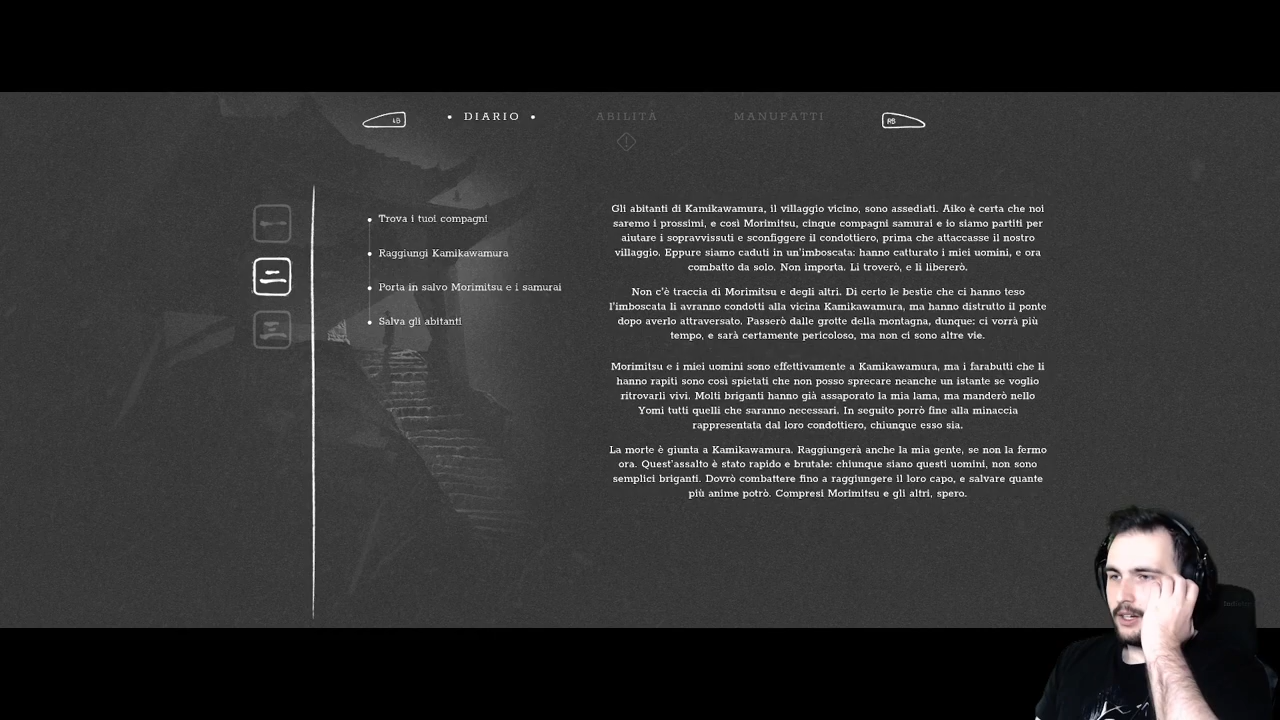 LB
• DIARIO •
ABILITÀ
MANUFATTI
RB
!
一
二
三
Trova i tuoi compagni
Raggiungi Kamikawamura
Porta in salvo Morimitsu e i samurai
Salva gli abitanti
Gli abitanti di Kamikawamura, il villaggio vicino, sono assediati. Aiko è certa che noi
saremo i prossimi, e così Morimitsu, cinque compagni samurai e io siamo partiti per
aiutare i sopravvissuti e sconfiggere il condottiero, prima che attaccasse il nostro
villaggio. Eppure siamo caduti in un'imboscata: hanno catturato i miei uomini, e ora
combatto da solo. Non importa. Li troverò, e li libererò.
Non c'è traccia di Morimitsu e degli altri. Di certo le bestie che ci hanno teso
l'imboscata li avranno condotti alla vicina Kamikawamura, ma hanno distrutto il ponte
dopo averlo attraversato. Passerò dalle grotte della montagna, dunque: ci vorrà più
tempo, e sarà certamente pericoloso, ma non ci sono altre vie.
Morimitsu e i miei uomini sono effettivamente a Kamikawamura, ma i farabutti che li
hanno rapiti sono così spietati che non posso sprecare neanche un istante se voglio
ritrovarli vivi. Molti briganti hanno già assaporato la mia lama, ma manderò nello
Yomi tutti quelli che saranno necessari. In seguito porrò fine alla minaccia
rappresentata dal loro condottiero, chiunque esso sia.
La morte è giunta a Kamikawamura. Raggiungerà anche la mia gente, se non la fermo
ora. Quest'assalto è stato rapido e brutale: chiunque siano questi uomini, non sono
semplici briganti. Dovrò combattere fino a raggiungere il loro capo, e salvare quante
più anime potrò. Compresi Morimitsu e gli altri, spero.